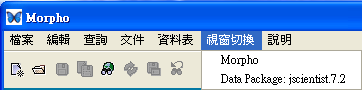 Morpho
檔案 編輯 查詢 文件 資料表 視窗切換 說明
Morpho
Data Package: jscientist.7.2